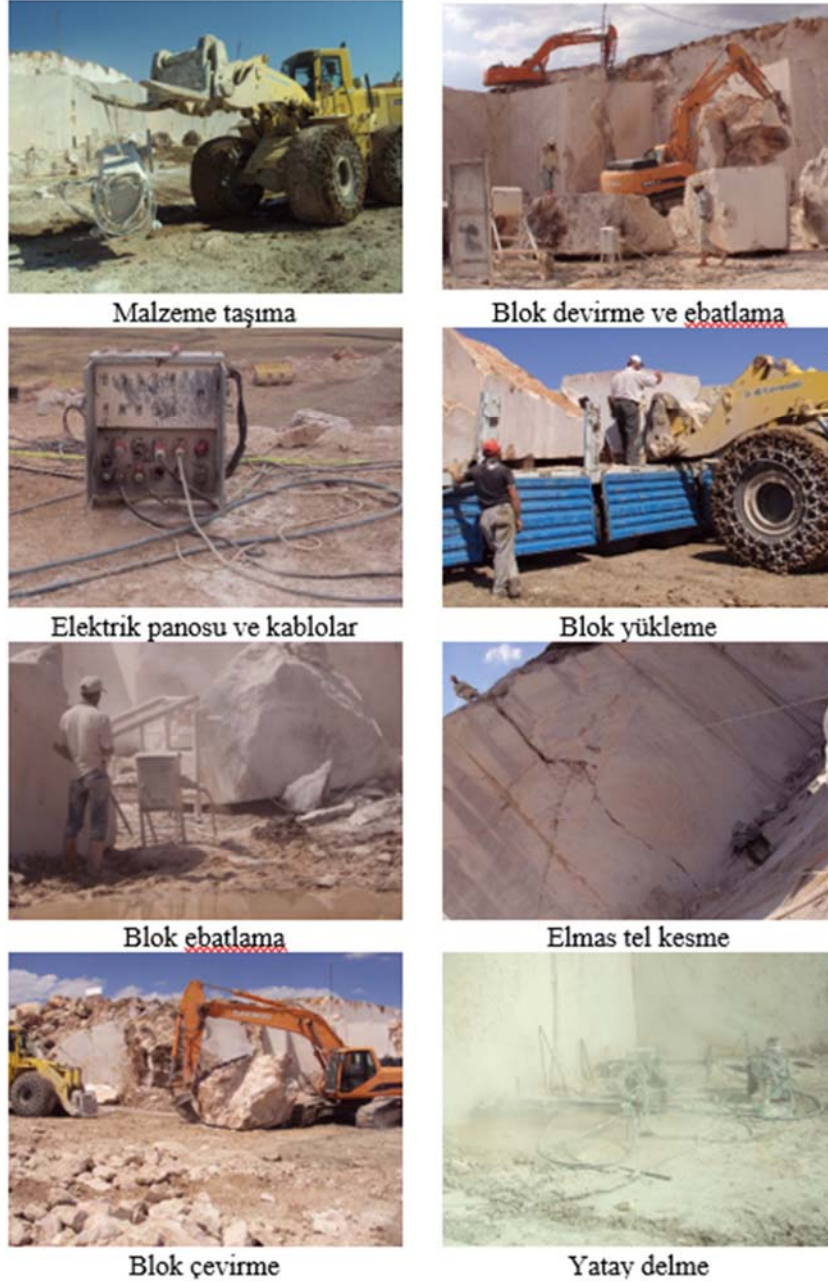 Malzeme taşıma
Blok devirme ve ebatlama
Elektrik panosu ve kablolar
Blok yükleme
Blok ebatlama
Elmas tel kesme
Blok çevirme
Yatay delme